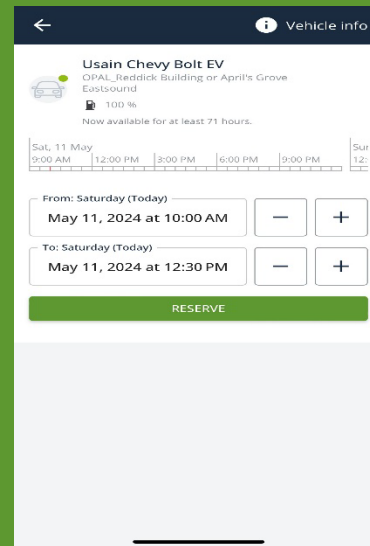 Vehicle info
Usain Chevy Bolt EV
OPAL_Reddick Building or April's Grove
Eastsound
100 %
Now available for at least 71 hours.
Sat, 11 May
Sun
9:00 AM 12:00 PM 3:00 PM 6:00 PM 9:00 PM 12:
From: Saturday (Today)
May 11, 2024 at 10:00 AM
To: Saturday (Today)
May 11, 2024 at 12:30 PM
RESERVE